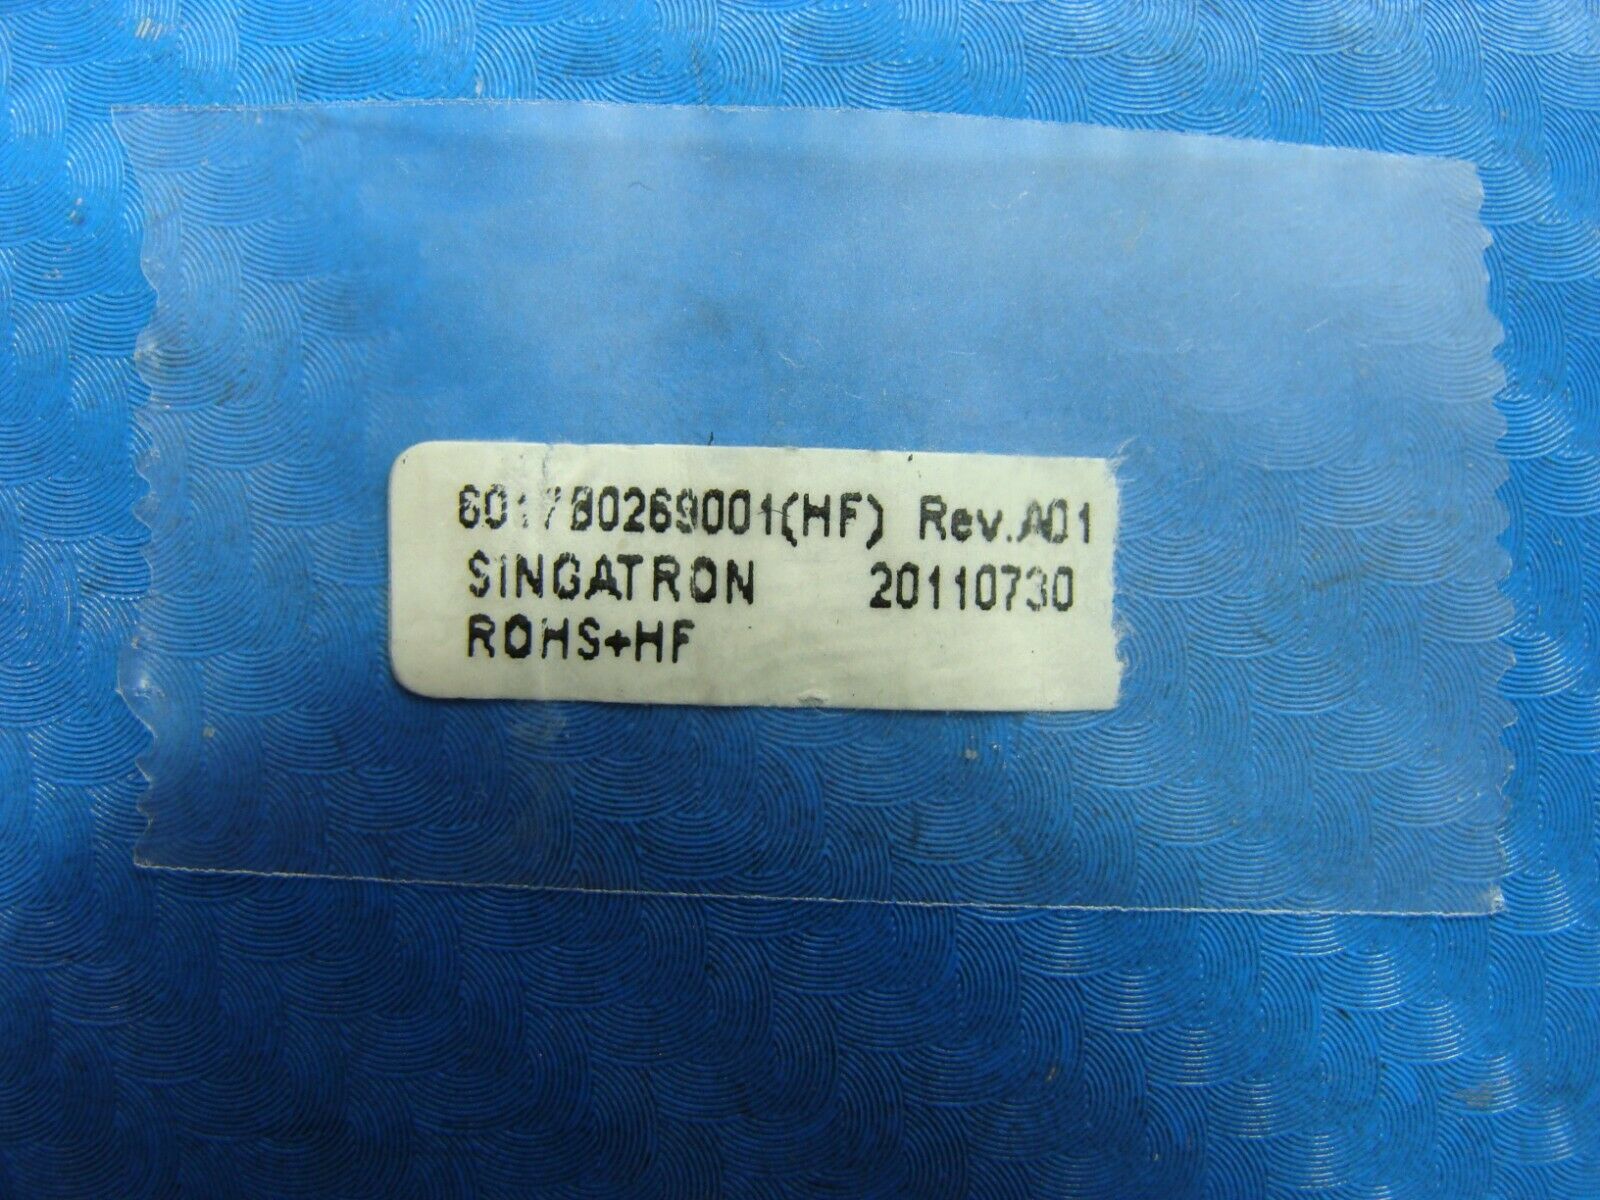 6017B0269001(HF) Rev.A01
SINGATRON 20110730
ROHS+HF